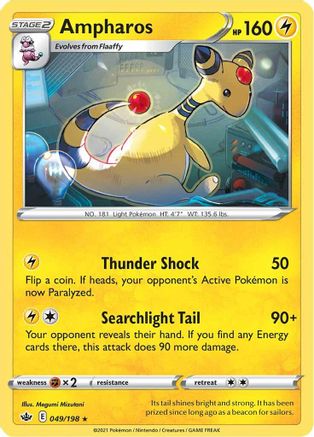 STAGE 2
Ampharos
HP 160
Evolves from Flaaffy
NO. 181 Light Pokémon HT. 4'7" WT. 135.6 lbs.
Thunder Shock 50
Flip a coin. If heads, your opponent's Active Pokémon is
now Paralyzed.
Searchlight Tail 90+
Your opponent reveals their hand. If you find any Energy
cards there, this attack does 90 more damage.
weakness ×2 resistance retreat
Illus. Megumi Mizutani
E 049/198 ★
Its tail shines bright and strong. It has been
prized since long ago as a beacon for sailors.
©2021 Pokémon / Nintendo / Creatures / GAME FREAK